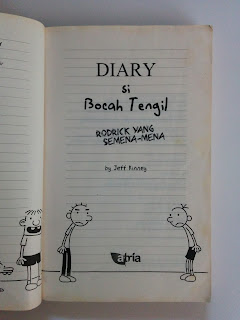 DIARY
si
Bocah Tengil
RODRICK YANG
SEMENA-MENA
by Jeff Kinney
atria